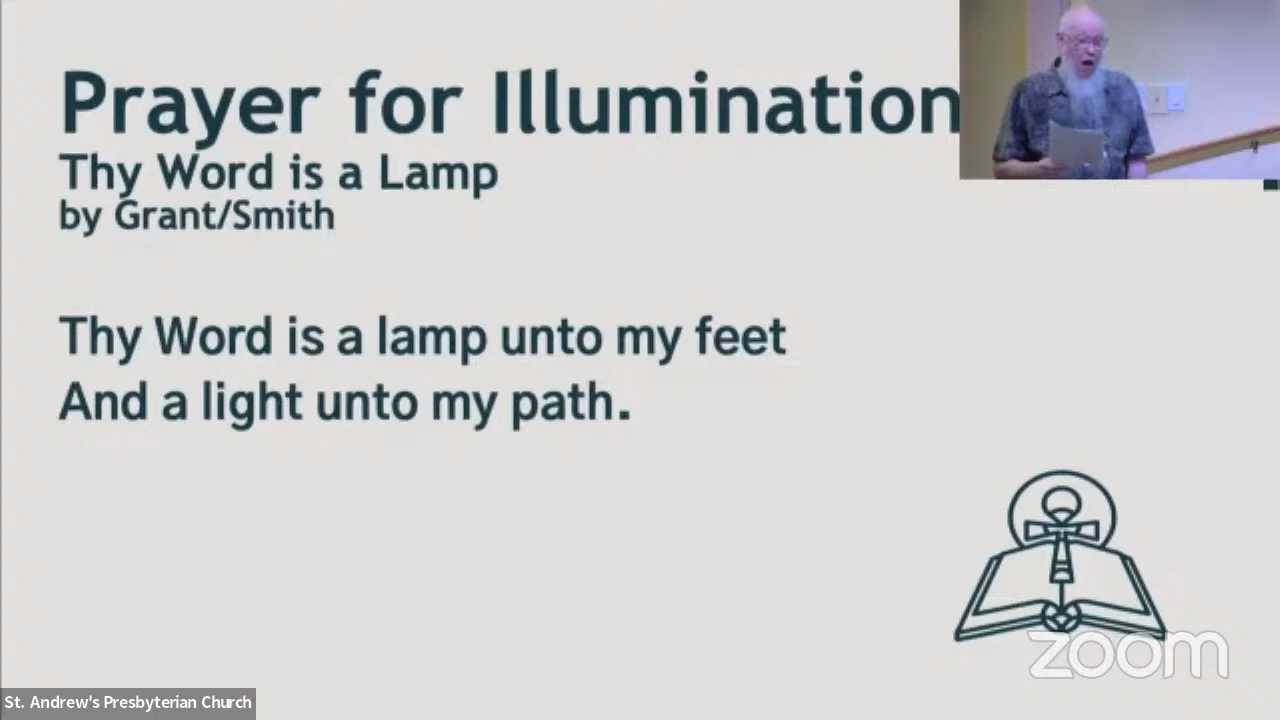 Prayer for Illumination
Thy Word is a Lamp
by Grant/Smith
Thy Word is a lamp unto my feet
And a light unto my path.
zoom
St. Andrew's Presbyterian Church